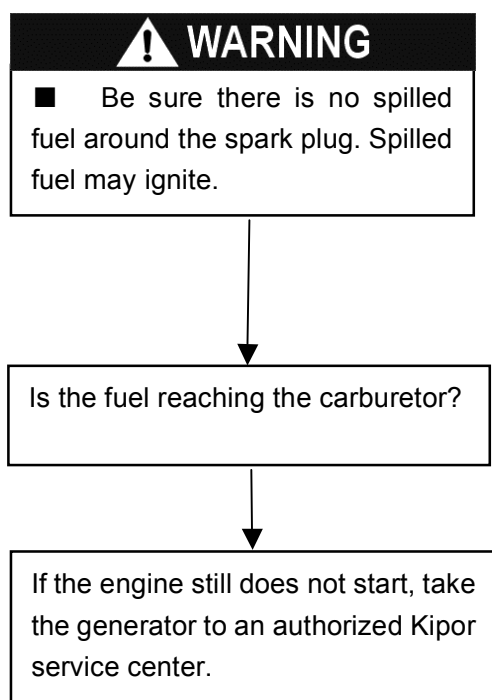 WARNING
■ Be sure there is no spilled
fuel around the spark plug. Spilled
fuel may ignite.
Is the fuel reaching the carburetor?
If the engine still does not start, take
the generator to an authorized Kipor
service center.